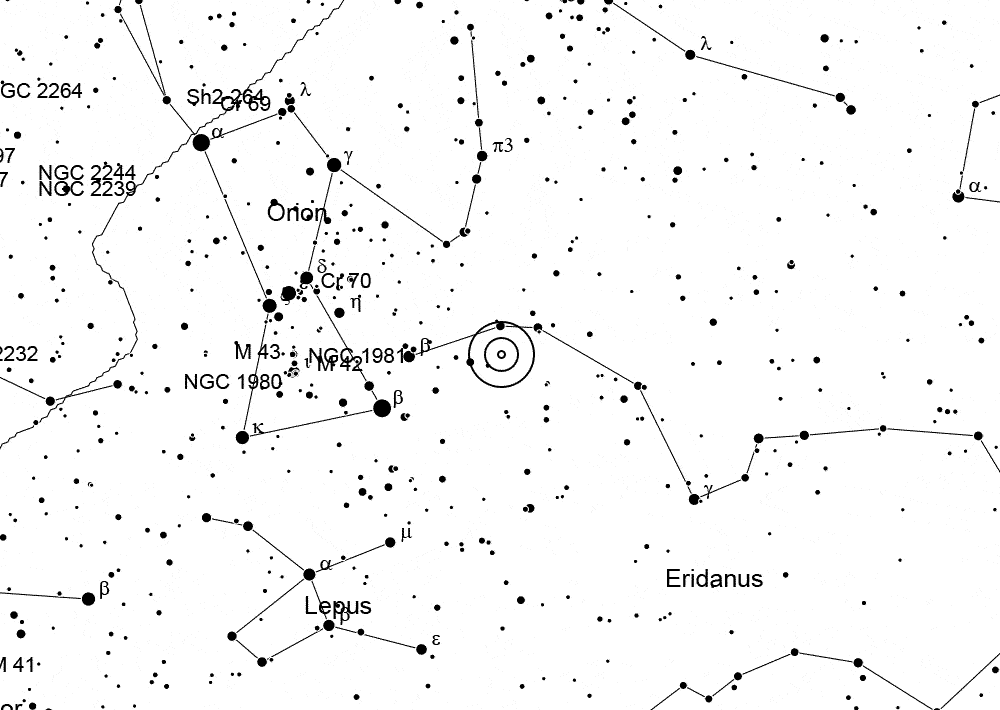 λ
GC 2264
Sh2-264
Cr 69
λ
α
π3
97
γ
7
NGC 2244
NGC 2239
α
Orion
δ
Cr 70
η
2232
M 43
NGC 1981
β
ι
M 42
NGC 1980
β
κ
γ
μ
α
Eridanus
β
Lepus
β
ε
M 41
or